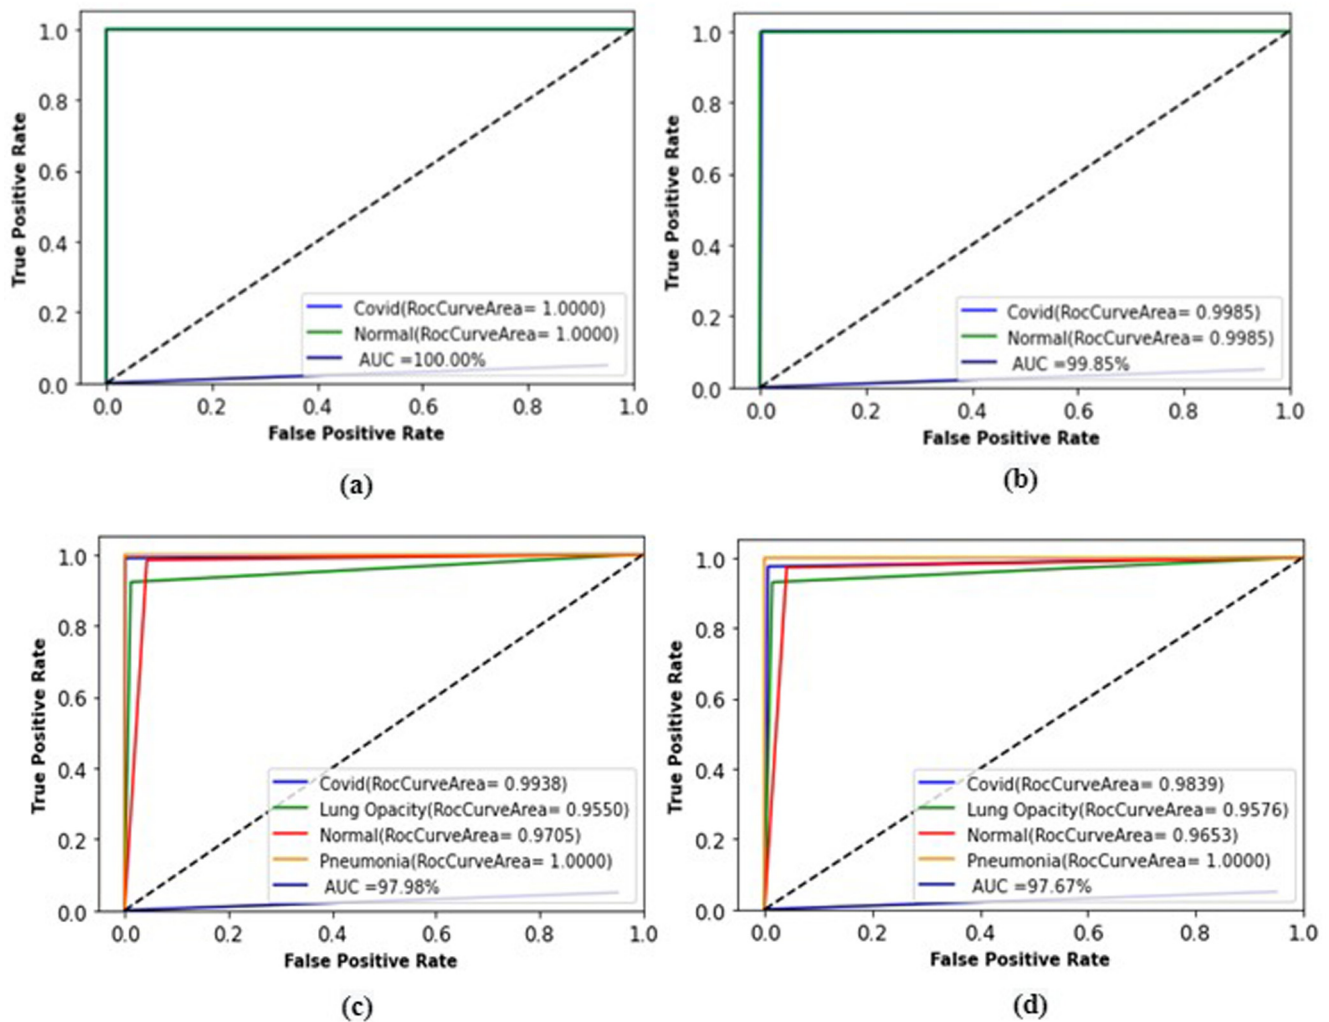 1.0
0.8
0.6
0.4
0.2
0.0
True Positive Rate
Covid(RocCurveArea= 1.0000)
Normal(RocCurveArea= 1.0000)
AUC =100.00%
0.0 0.2 0.4 0.6 0.8 1.0
False Positive Rate
(a)
1.0
0.8
0.6
0.4
0.2
0.0
True Positive Rate
Covid(RocCurveArea= 0.9985)
Normal(RocCurveArea= 0.9985)
AUC =99.85%
0.0 0.2 0.4 0.6 0.8 1.0
False Positive Rate
(b)
1.0
0.8
0.6
0.4
0.2
0.0
True Positive Rate
Covid(RocCurveArea= 0.9938)
Lung Opacity(RocCurveArea= 0.9550)
Normal(RocCurveArea= 0.9705)
Pneumonia(RocCurveArea= 1.0000)
AUC =97.98%
0.0 0.2 0.4 0.6 0.8 1.0
False Positive Rate
(c)
1.0
0.8
0.6
0.4
0.2
0.0
True Positive Rate
Covid(RocCurveArea= 0.9839)
Lung Opacity(RocCurveArea= 0.9576)
Normal(RocCurveArea= 0.9653)
Pneumonia(RocCurveArea= 1.0000)
AUC =97.67%
0.0 0.2 0.4 0.6 0.8 1.0
False Positive Rate
(d)